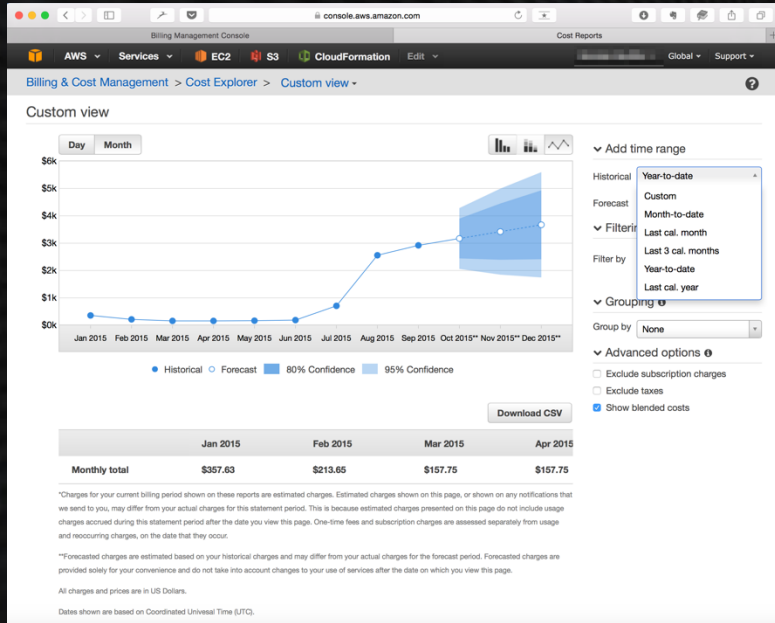 console.aws.amazon.com
Billing Management Console
Cost Reports
AWS Services EC2 S3 CloudFormation Edit Global Support
Billing & Cost Management > Cost Explorer > Custom view
Custom view
Day Month
$6k
$5k
$4k
$3k
$2k
$1k
$0k
Jan 2015 Feb 2015 Mar 2015 Apr 2015 May 2015 Jun 2015 Jul 2015 Aug 2015 Sep 2015 Oct 2015** Nov 2015** Dec 2015**
Historical Forecast 80% Confidence 95% Confidence
Add time range
Historical Year-to-date
Forecast
Custom
Month-to-date
Last cal. month
Last 3 cal. months
Year-to-date
Last cal. year
Filterin
Filter by
Grouping
Group by None
Advanced options
Exclude subscription charges
Exclude taxes
Show blended costs
Download CSV
Jan 2015 Feb 2015 Mar 2015 Apr 2015
Monthly total $357.63 $213.65 $157.75 $157.75
*Charges for your current billing period shown on these reports are estimated charges. Estimated charges shown on this page, or shown on any notifications that
we send to you, may differ from your actual charges for this statement period. This is because estimated charges presented on this page do not include usage
charges accrued during this statement period after the date you view this page. One-time fees and subscription charges are assessed separately from usage
and reoccurring charges, on the date that they occur.
**Forecasted charges are estimated based on your historical charges and may differ from your actual charges for the forecast period. Forecasted charges are
provided solely for your convenience and do not take into account changes to your use of services after the date on which you view this page.
All charges and prices are in US Dollars.
Dates shown are based on Coordinated Univesal Time (UTC).